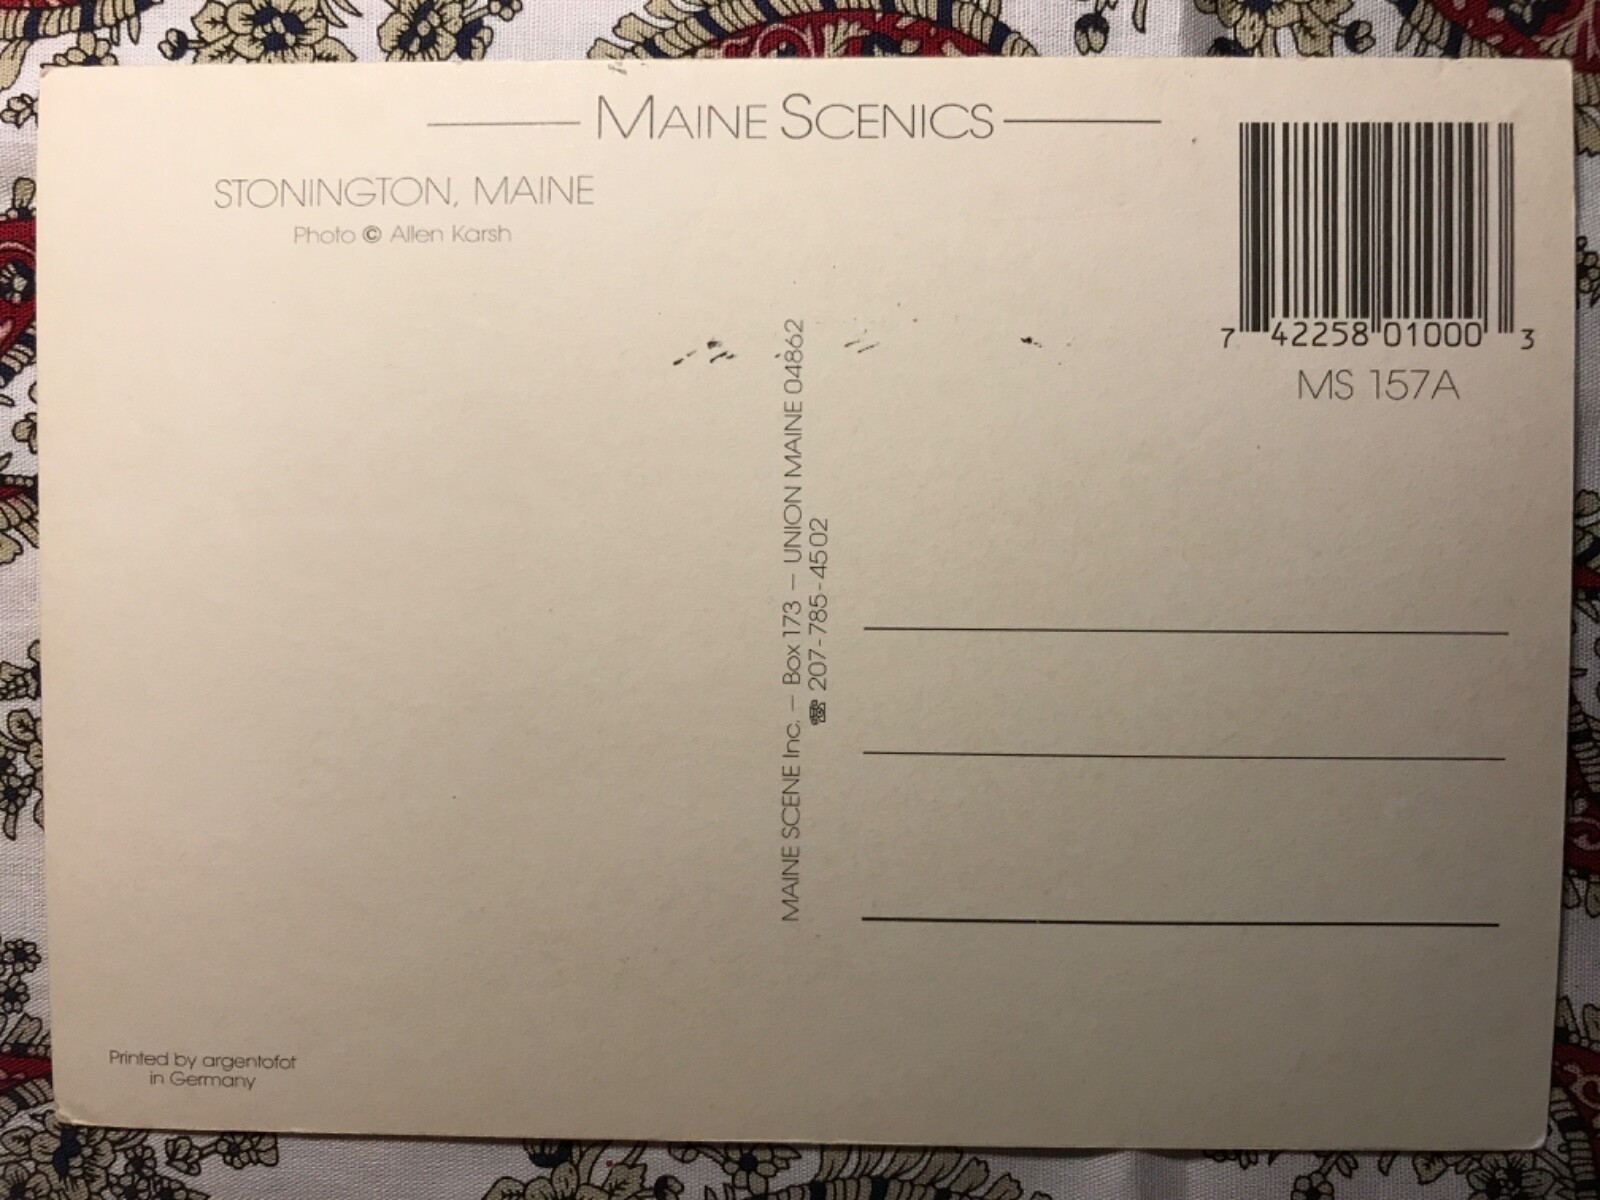 MAINE SCENICS
STONINGTON, MAINE
Photo © Allen Karsh
7 42258 01000 3
MS 157A
MAINE SCENE Inc. – Box 173 – UNION MAINE 04862
☎ 207-785-4502
Printed by argentofot
in Germany